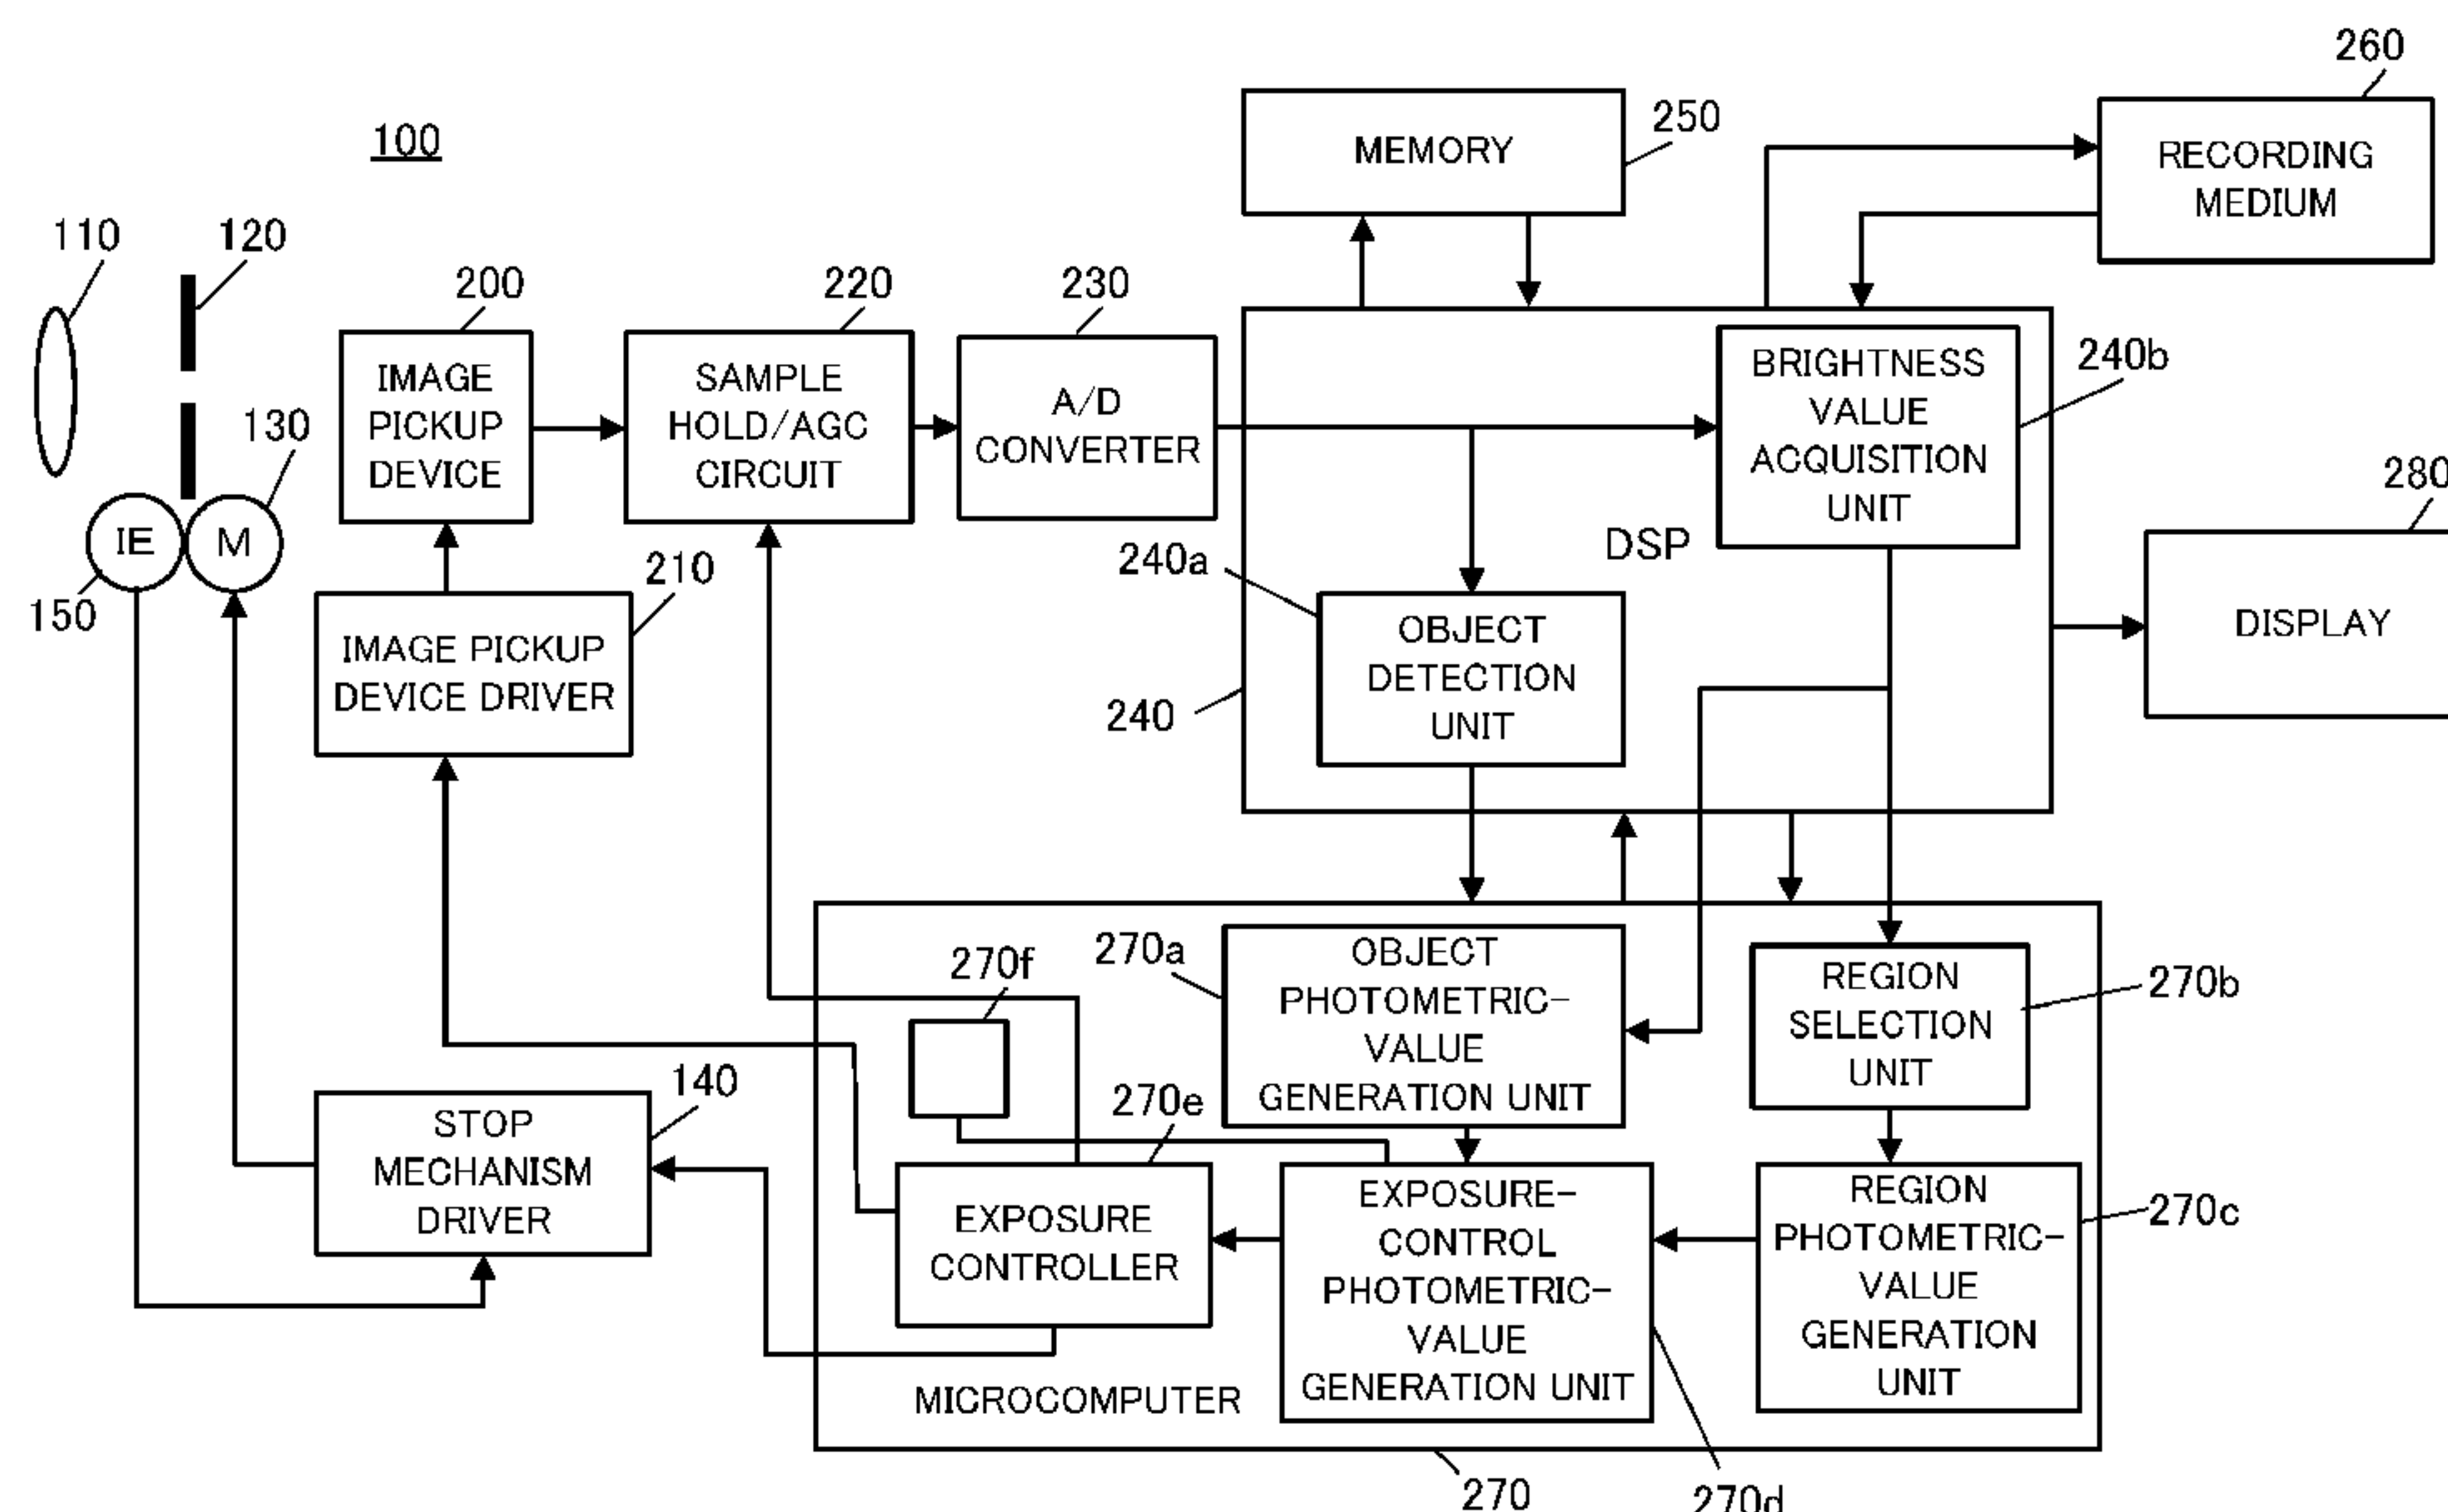 100
110
120
130
IE
M
150
200
IMAGE
PICKUP
DEVICE
210
IMAGE PICKUP
DEVICE DRIVER
220
SAMPLE
HOLD/AGC
CIRCUIT
230
A/D
CONVERTER
250
MEMORY
260
RECORDING
MEDIUM
240b
BRIGHTNESS
VALUE
ACQUISITION
UNIT
DSP
240a
OBJECT
DETECTION
UNIT
240
280
DISPLAY
140
STOP
MECHANISM
DRIVER
270f
270a
OBJECT
PHOTOMETRIC-
VALUE
GENERATION UNIT
270b
REGION
SELECTION
UNIT
270e
EXPOSURE
CONTROLLER
EXPOSURE-
CONTROL
PHOTOMETRIC-
VALUE
GENERATION UNIT
270c
REGION
PHOTOMETRIC-
VALUE
GENERATION
UNIT
MICROCOMPUTER
270
270d